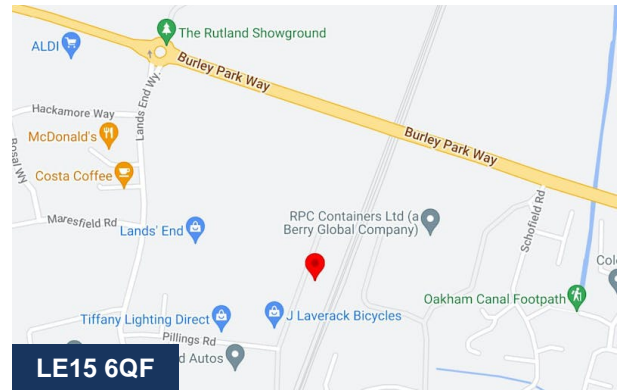 The Rutland Showground
ALDI
Burley Park Way
Lands End Wy.
Hackamore Way
McDonald's
Burley Park Way
Costa Coffee
Maresfield Rd
Lands' End
RPC Containers Ltd (a
Berry Global Company)
Schofield Rd
Oakham Canal Footpath
Tiffany Lighting Direct
J Laverack Bicycles
Pillings Rd
d Autos
LE15 6QF